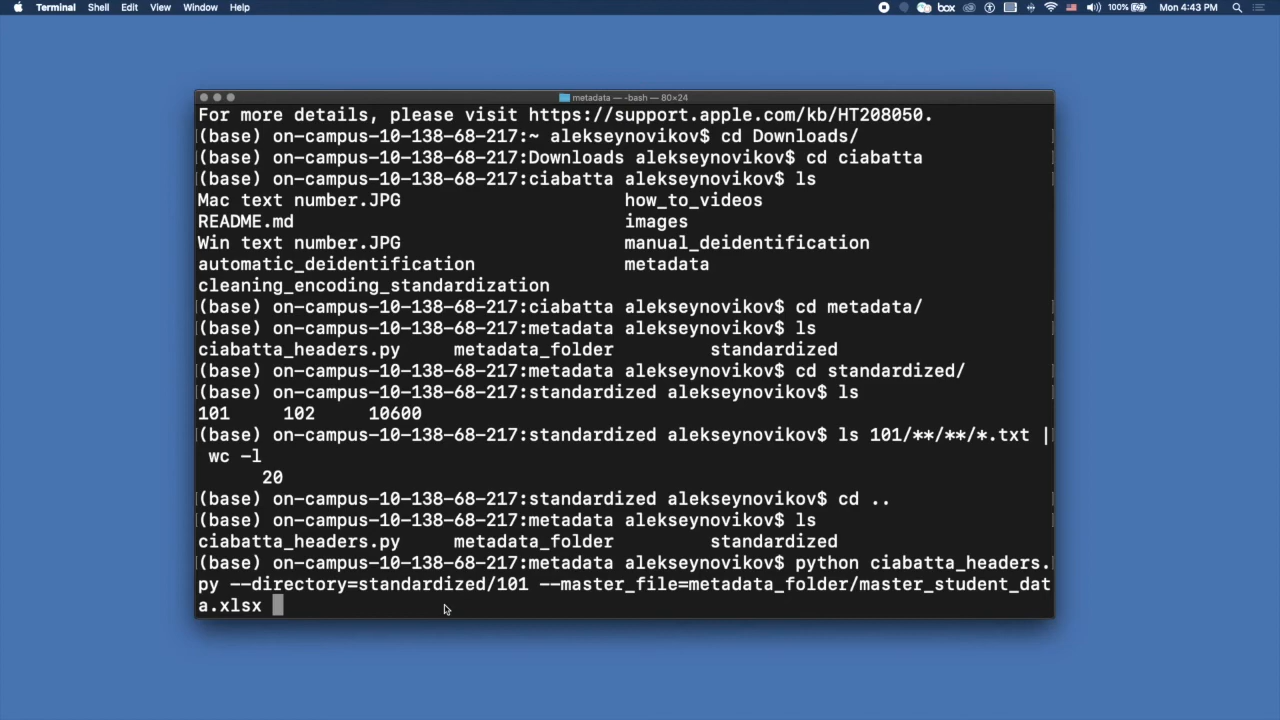 Terminal Shell Edit View Window Help box 100% Mon 4:43 PM
metadata — -bash — 80×24
For more details, please visit https://support.apple.com/kb/HT208050.
(base) on-campus-10-138-68-217:~ alekseynovikov$ cd Downloads/
(base) on-campus-10-138-68-217:Downloads alekseynovikov$ cd ciabatta
(base) on-campus-10-138-68-217:ciabatta alekseynovikov$ ls
Mac text number.JPG how_to_videos
README.md images
Win text number.JPG manual_deidentification
automatic_deidentification metadata
cleaning_encoding_standardization
(base) on-campus-10-138-68-217:ciabatta alekseynovikov$ cd metadata/
(base) on-campus-10-138-68-217:metadata alekseynovikov$ ls
ciabatta_headers.py metadata_folder standardized
(base) on-campus-10-138-68-217:metadata alekseynovikov$ cd standardized/
(base) on-campus-10-138-68-217:standardized alekseynovikov$ ls
101 102 10600
(base) on-campus-10-138-68-217:standardized alekseynovikov$ ls 101/**/**/*.txt |
wc -l
20
(base) on-campus-10-138-68-217:standardized alekseynovikov$ cd ..
(base) on-campus-10-138-68-217:metadata alekseynovikov$ ls
ciabatta_headers.py metadata_folder standardized
(base) on-campus-10-138-68-217:metadata alekseynovikov$ python ciabatta_headers.
py --directory=standardized/101 --master_file=metadata_folder/master_student_dat
a.xlsx